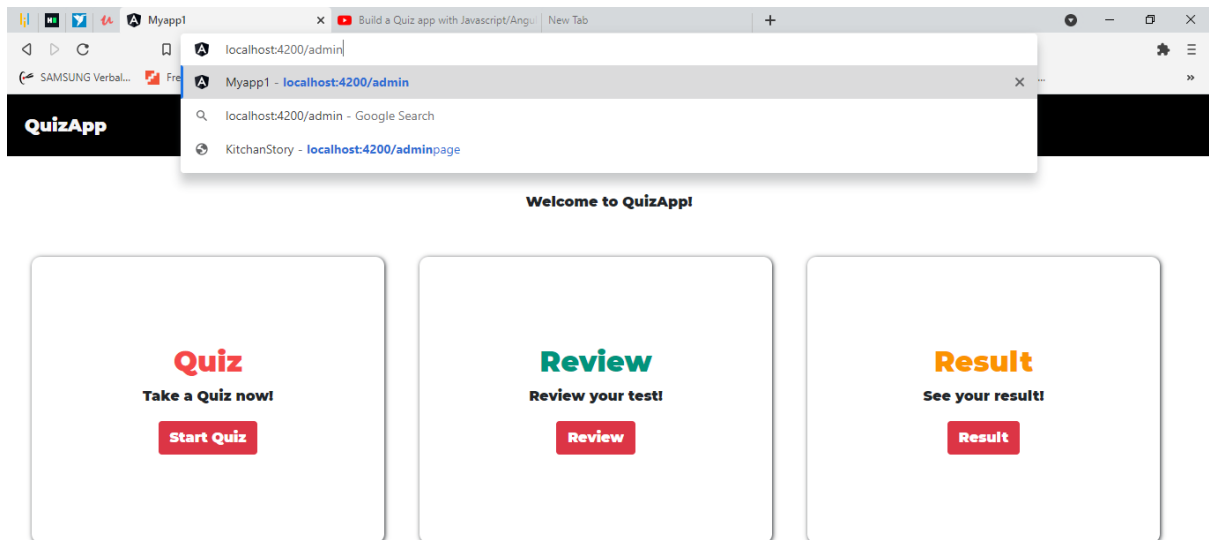 Myapp1
Build a Quiz app with Javascript/Angu
New Tab
localhost:4200/admin
SAMSUNG Verbal...
Fre
Myapp1 - localhost:4200/admin
localhost:4200/admin - Google Search
KitchanStory - localhost:4200/adminpage
QuizApp
Welcome to QuizApp!
Quiz
Take a Quiz now!
Start Quiz
Review
Review your test!
Review
Result
See your result!
Result